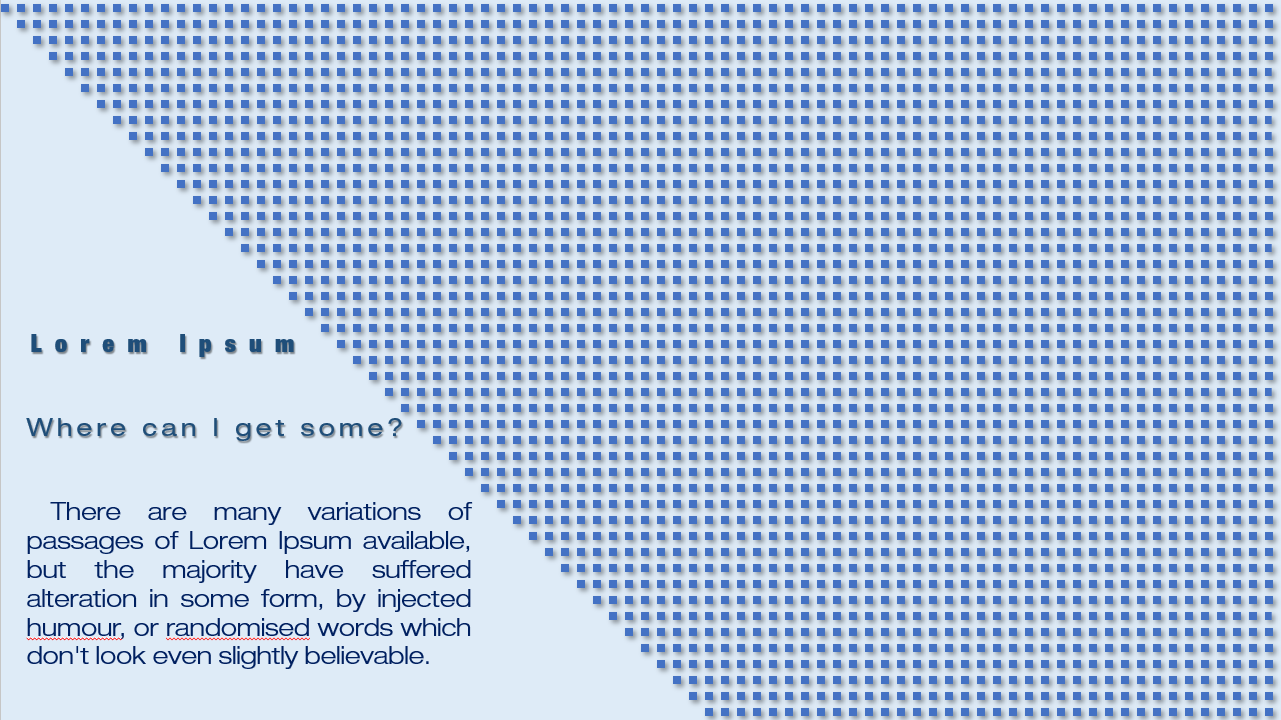 Lorem Ipsum
Where can I get some?
There are many variations of
passages of Lorem Ipsum available,
but the majority have suffered
alteration in some form, by injected
humour, or randomised words which
don't look even slightly believable.